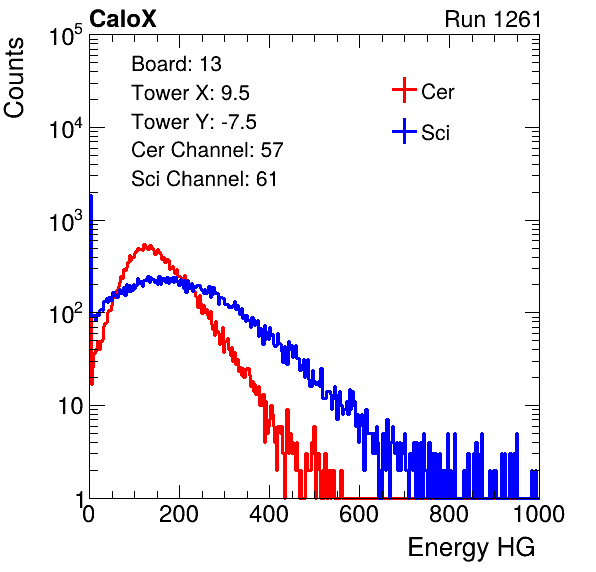 CaloX Run 1261
Counts
Board: 13
Tower X: 9.5
Tower Y: -7.5
Cer Channel: 57
Sci Channel: 61
Cer
Sci
10^5
10^4
10^3
10^2
10
1
0 200 400 600 800 1000
Energy HG